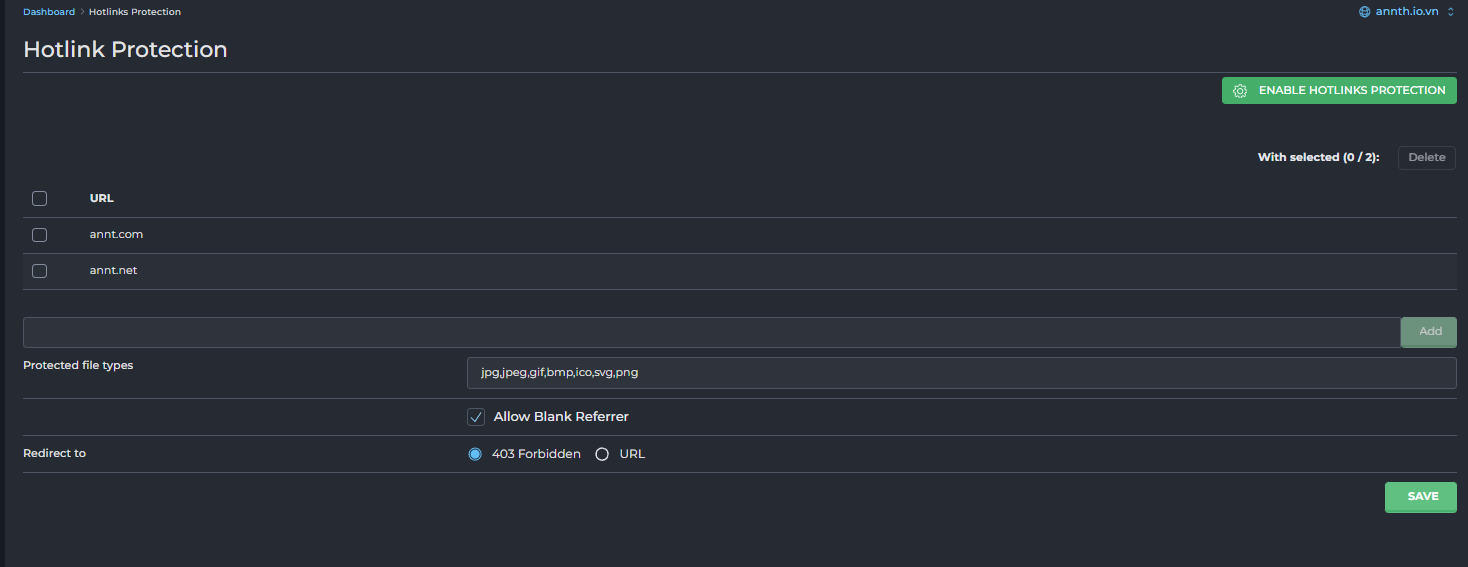 Dashboard > Hotlinks Protection
annth.io.vn
Hotlink Protection
ENABLE HOTLINKS PROTECTION
With selected (0 / 2): Delete
URL
annt.com
annt.net
Add
Protected file types
jpg,jpeg,gif,bmp,ico,svg,png
Allow Blank Referrer
Redirect to
403 Forbidden URL
SAVE